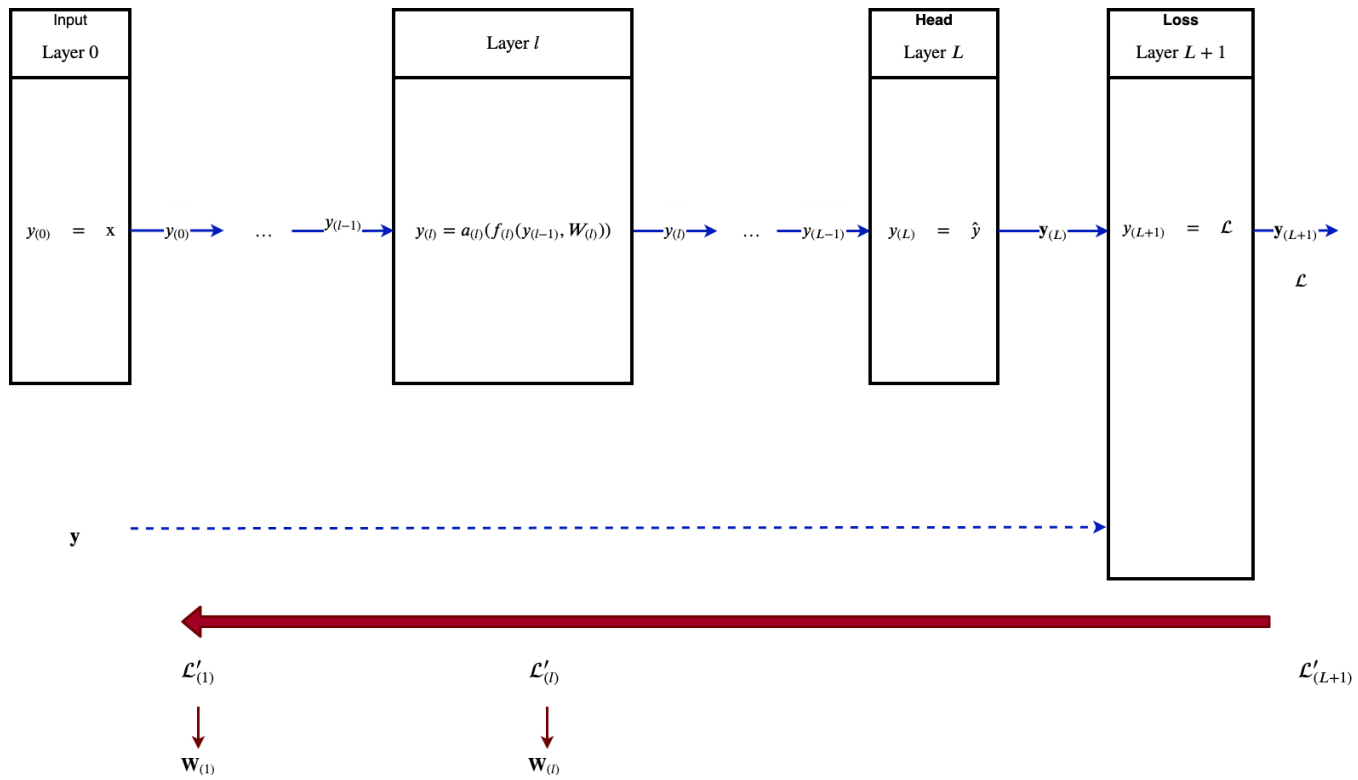 Input
Layer 0
Layer l
Head
Layer L
Loss
Layer L + 1
y(0) = x
y(0)
…
y(l−1)
y(l) = a(l)(f(l)(y(l−1), W(l)))
y(l)
…
y(L−1)
y(L) = ŷ
y(L)
y(L+1) = ℒ
y(L+1)
ℒ
y
ℒ′(1)
ℒ′(l)
ℒ′(L+1)
W(1)
W(l)